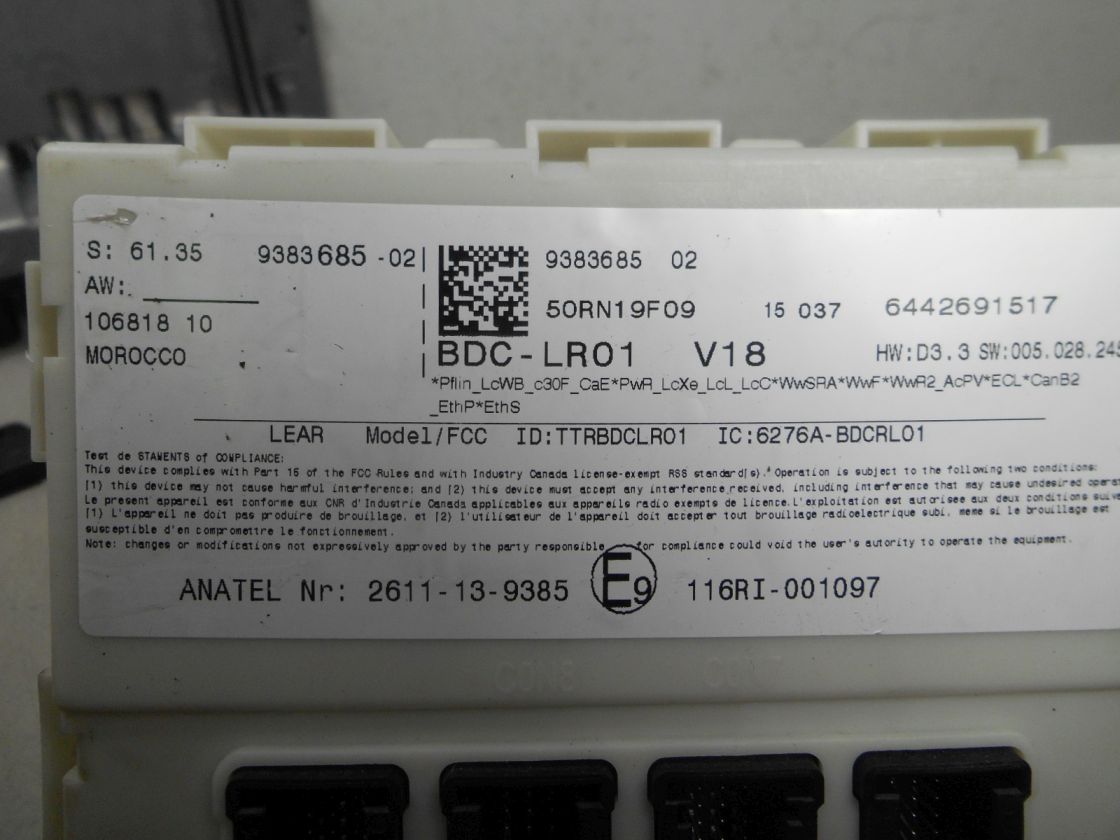 S: 61.35 9383685 -02
AW:
106818 10
MOROCCO
9383685 02
50RN19F09 15 037 6442691517
BDC-LR01 V18 HW:D3.3 SW:005.028.245
*Pflin_LcWB_c30F_CaE*PwR_LcXe_LcL_LcC*WwSRA*WwF*WwR2_AcPV*ECL*CanB2
_EthP*EthS
LEAR Model/FCC ID:TTRBDCLR01 IC:6276A-BDCRL01
Test de STAMENTS of COMPLIANCE:
This device complies with Part 15 of the FCC Rules and with Industry Canada license-exempt RSS standard(s). Operation is subject to the following two conditions:
[1) this device may not cause harmful interference; and [2) this device must accept any interference received, including interference that may cause undesired
Le present appareil est conforme aux CNR d'Industrie Canada applicables aux appareils radio exempts de licence.L'exploitation est autorisee aux deux conditions
[1) L'appareil ne doit pas produire de brouillage, et [2) l'utilisateur de l'appareil doit accepter tout brouillage radioelectrique subi, meme si le brouillage est
susceptible d'en compromettre le fonctionnement.
Note: changes or modifications not expressively approved by the party responsible for compliance could void the user's autority to operate the equipment.
ANATEL Nr: 2611-13-9385 E9 116RI-001097